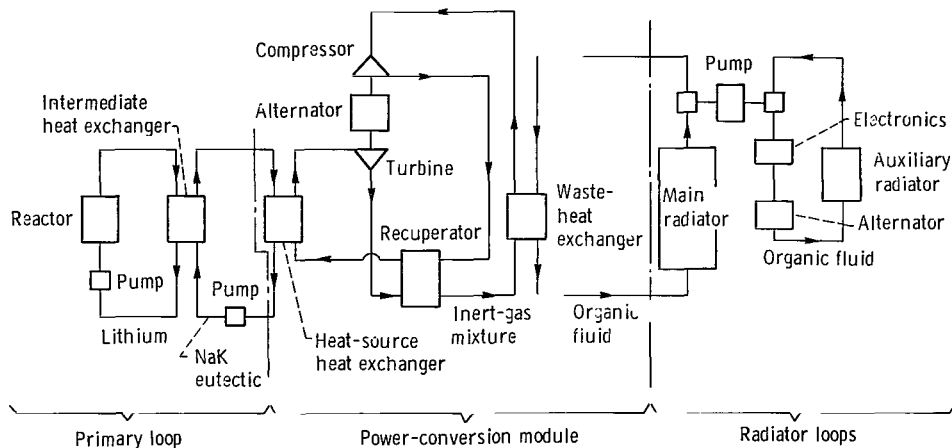 Compressor
Alternator
Intermediate
heat exchanger
Turbine
Reactor
Pump
Pump
Lithium
NaK
eutectic
Heat-source
heat exchanger
Recuperator
Inert-gas
mixture
Waste-
heat
exchanger
Organic
fluid
Main
radiator
Pump
Electronics
Auxiliary
radiator
Alternator
Organic fluid
Primary loop
Power-conversion module
Radiator loops